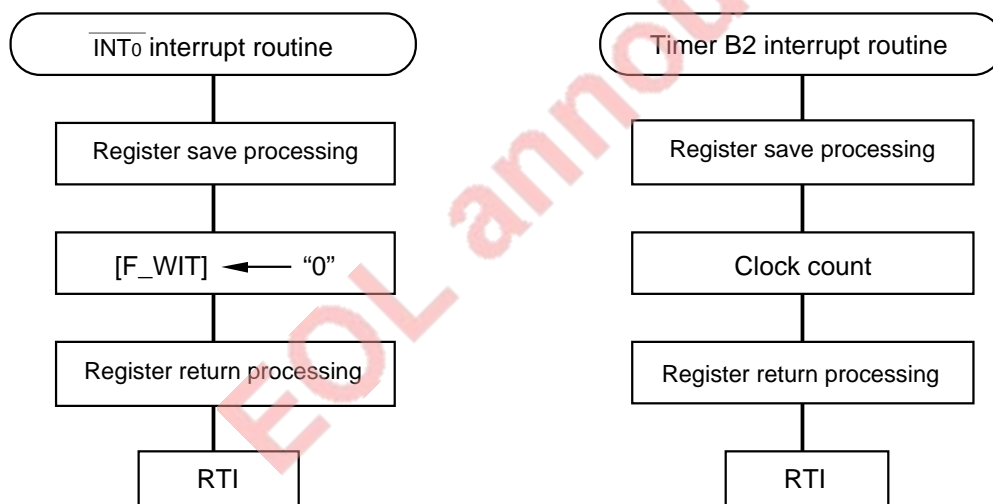 INT0 interrupt routine
Register save processing
[F_WIT] ← “0”
Register return processing
RTI
Timer B2 interrupt routine
Register save processing
Clock count
Register return processing
RTI
EOL annou